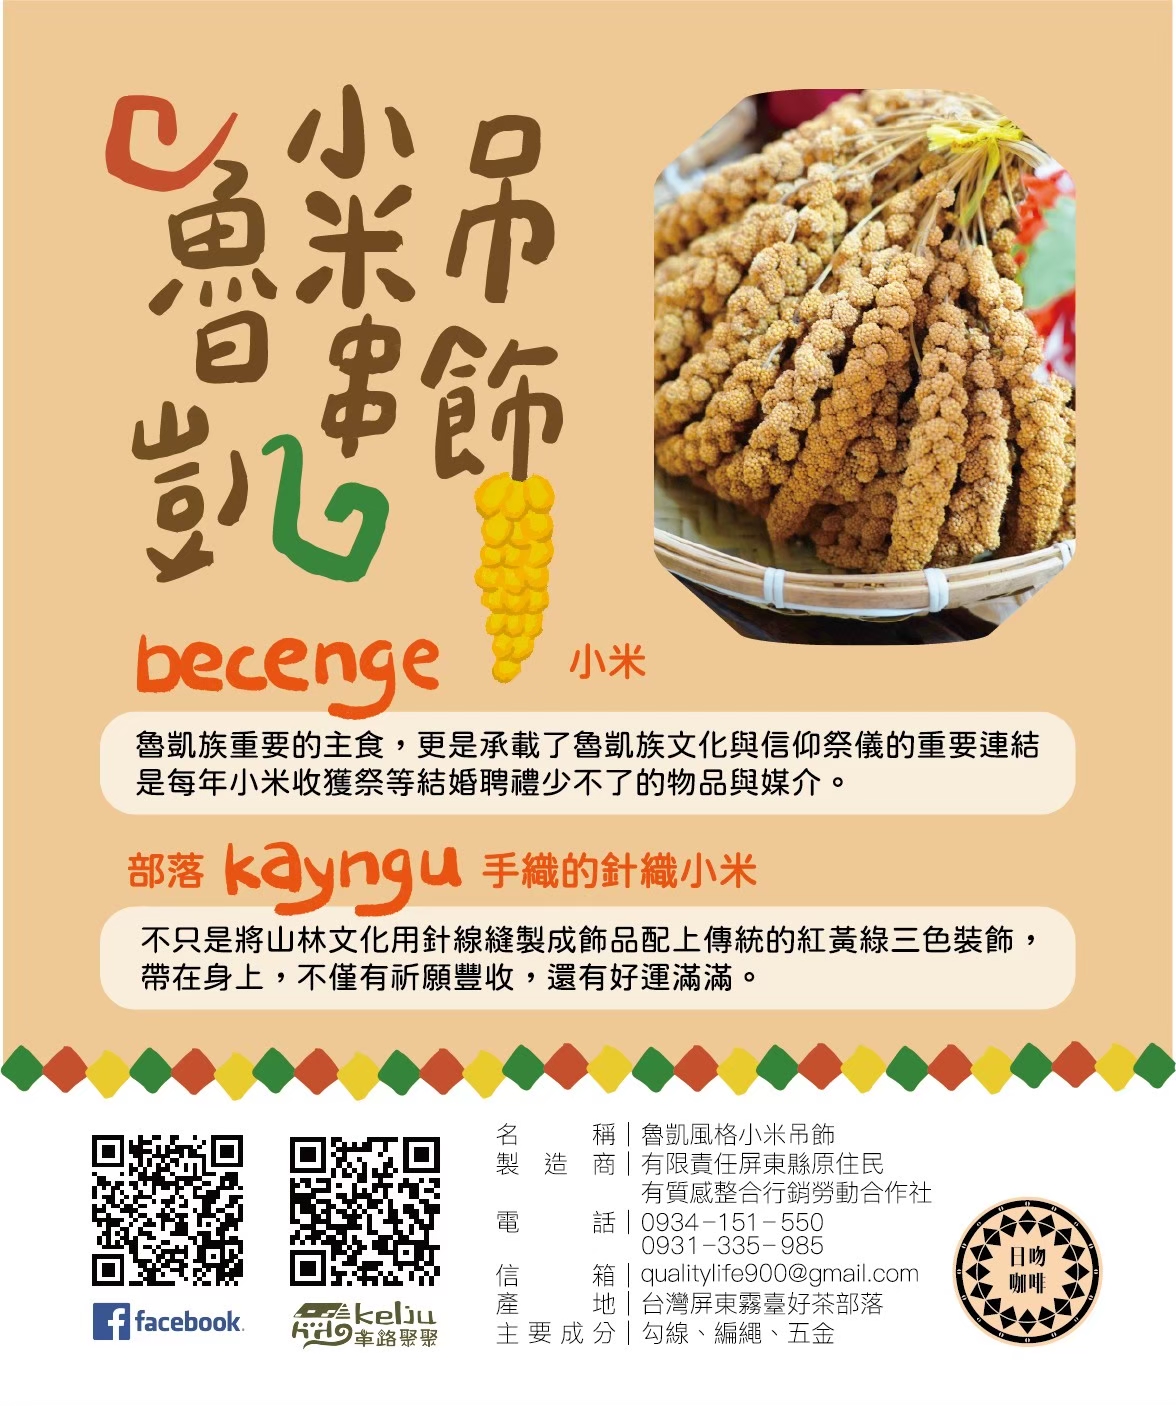 魯凱
小米串
吊飾
becenge 小米
魯凱族重要的主食，更是承載了魯凱族文化與信仰祭儀的重要連結
是每年小米收獲祭等結婚聘禮少不了的物品與媒介。
部落 kayngu 手織的針織小米
不只是將山林文化用針線縫製成飾品配上傳統的紅黃綠三色裝飾，
帶在身上，不僅有祈願豐收，還有好運滿滿。
名稱｜魯凱風格小米吊飾
製造商｜有限責任屏東縣原住民
有質感整合行銷勞動合作社
電話｜0934-151-550
0931-335-985
信箱｜qualitylife900@gmail.com
產地｜台灣屏東霧臺好茶部落
主要成分｜勾線、編繩、五金
facebook.
kelju
車路聚聚
日吻
咖啡